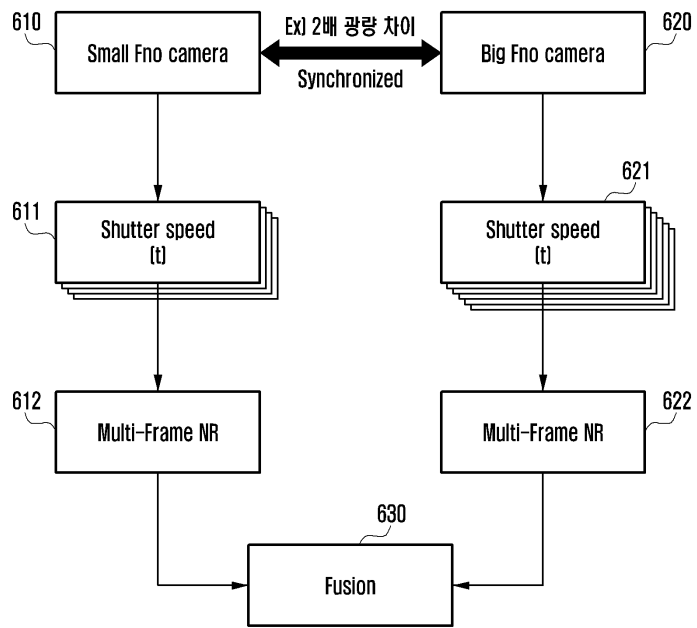 610
Small Fno camera
Ex) 2배 광량 차이
Synchronized
620
Big Fno camera
611
Shutter speed
(t)
621
Shutter speed
(t)
612
Multi-Frame NR
622
Multi-Frame NR
630
Fusion